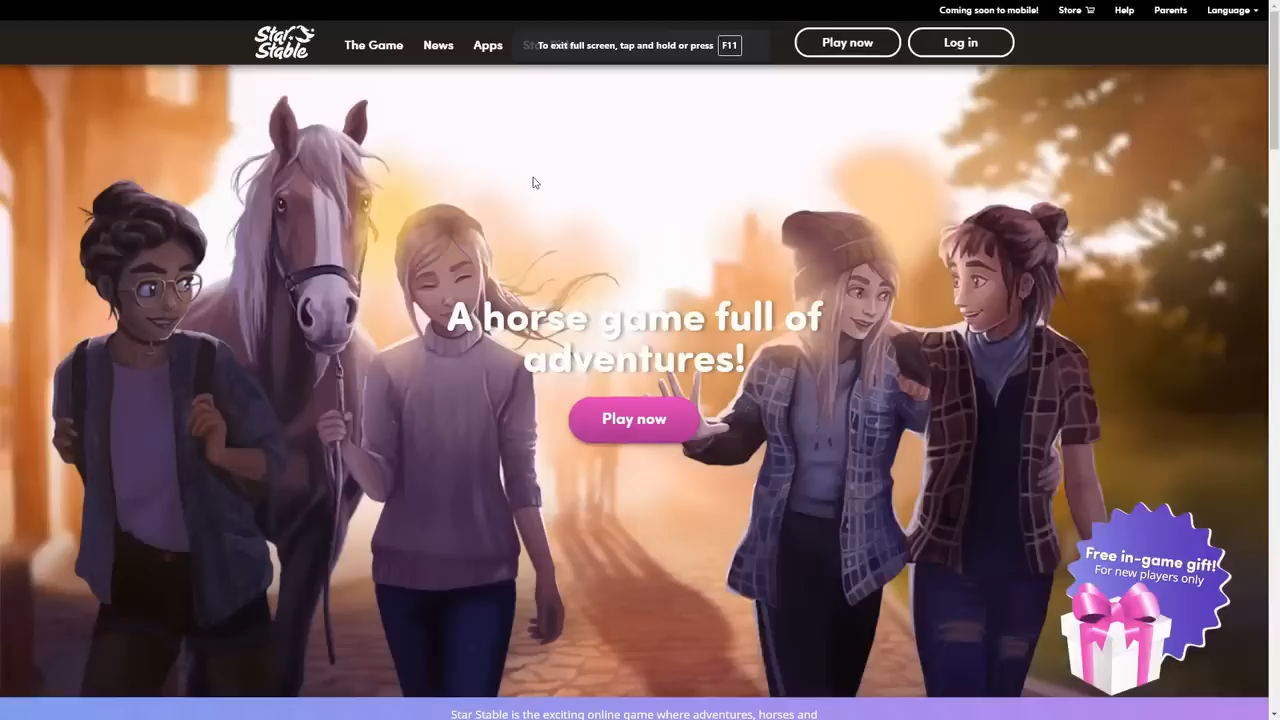 Coming soon to mobile!
Store
Help
Parents
Language
Star
Stable
The Game
News
Apps
To exit full screen, tap and hold or press F11
Play now
Log in
A horse game full of
adventures!
Play now
Free in-game gift!
For new players only
Star Stable is the exciting online game where adventures, horses and